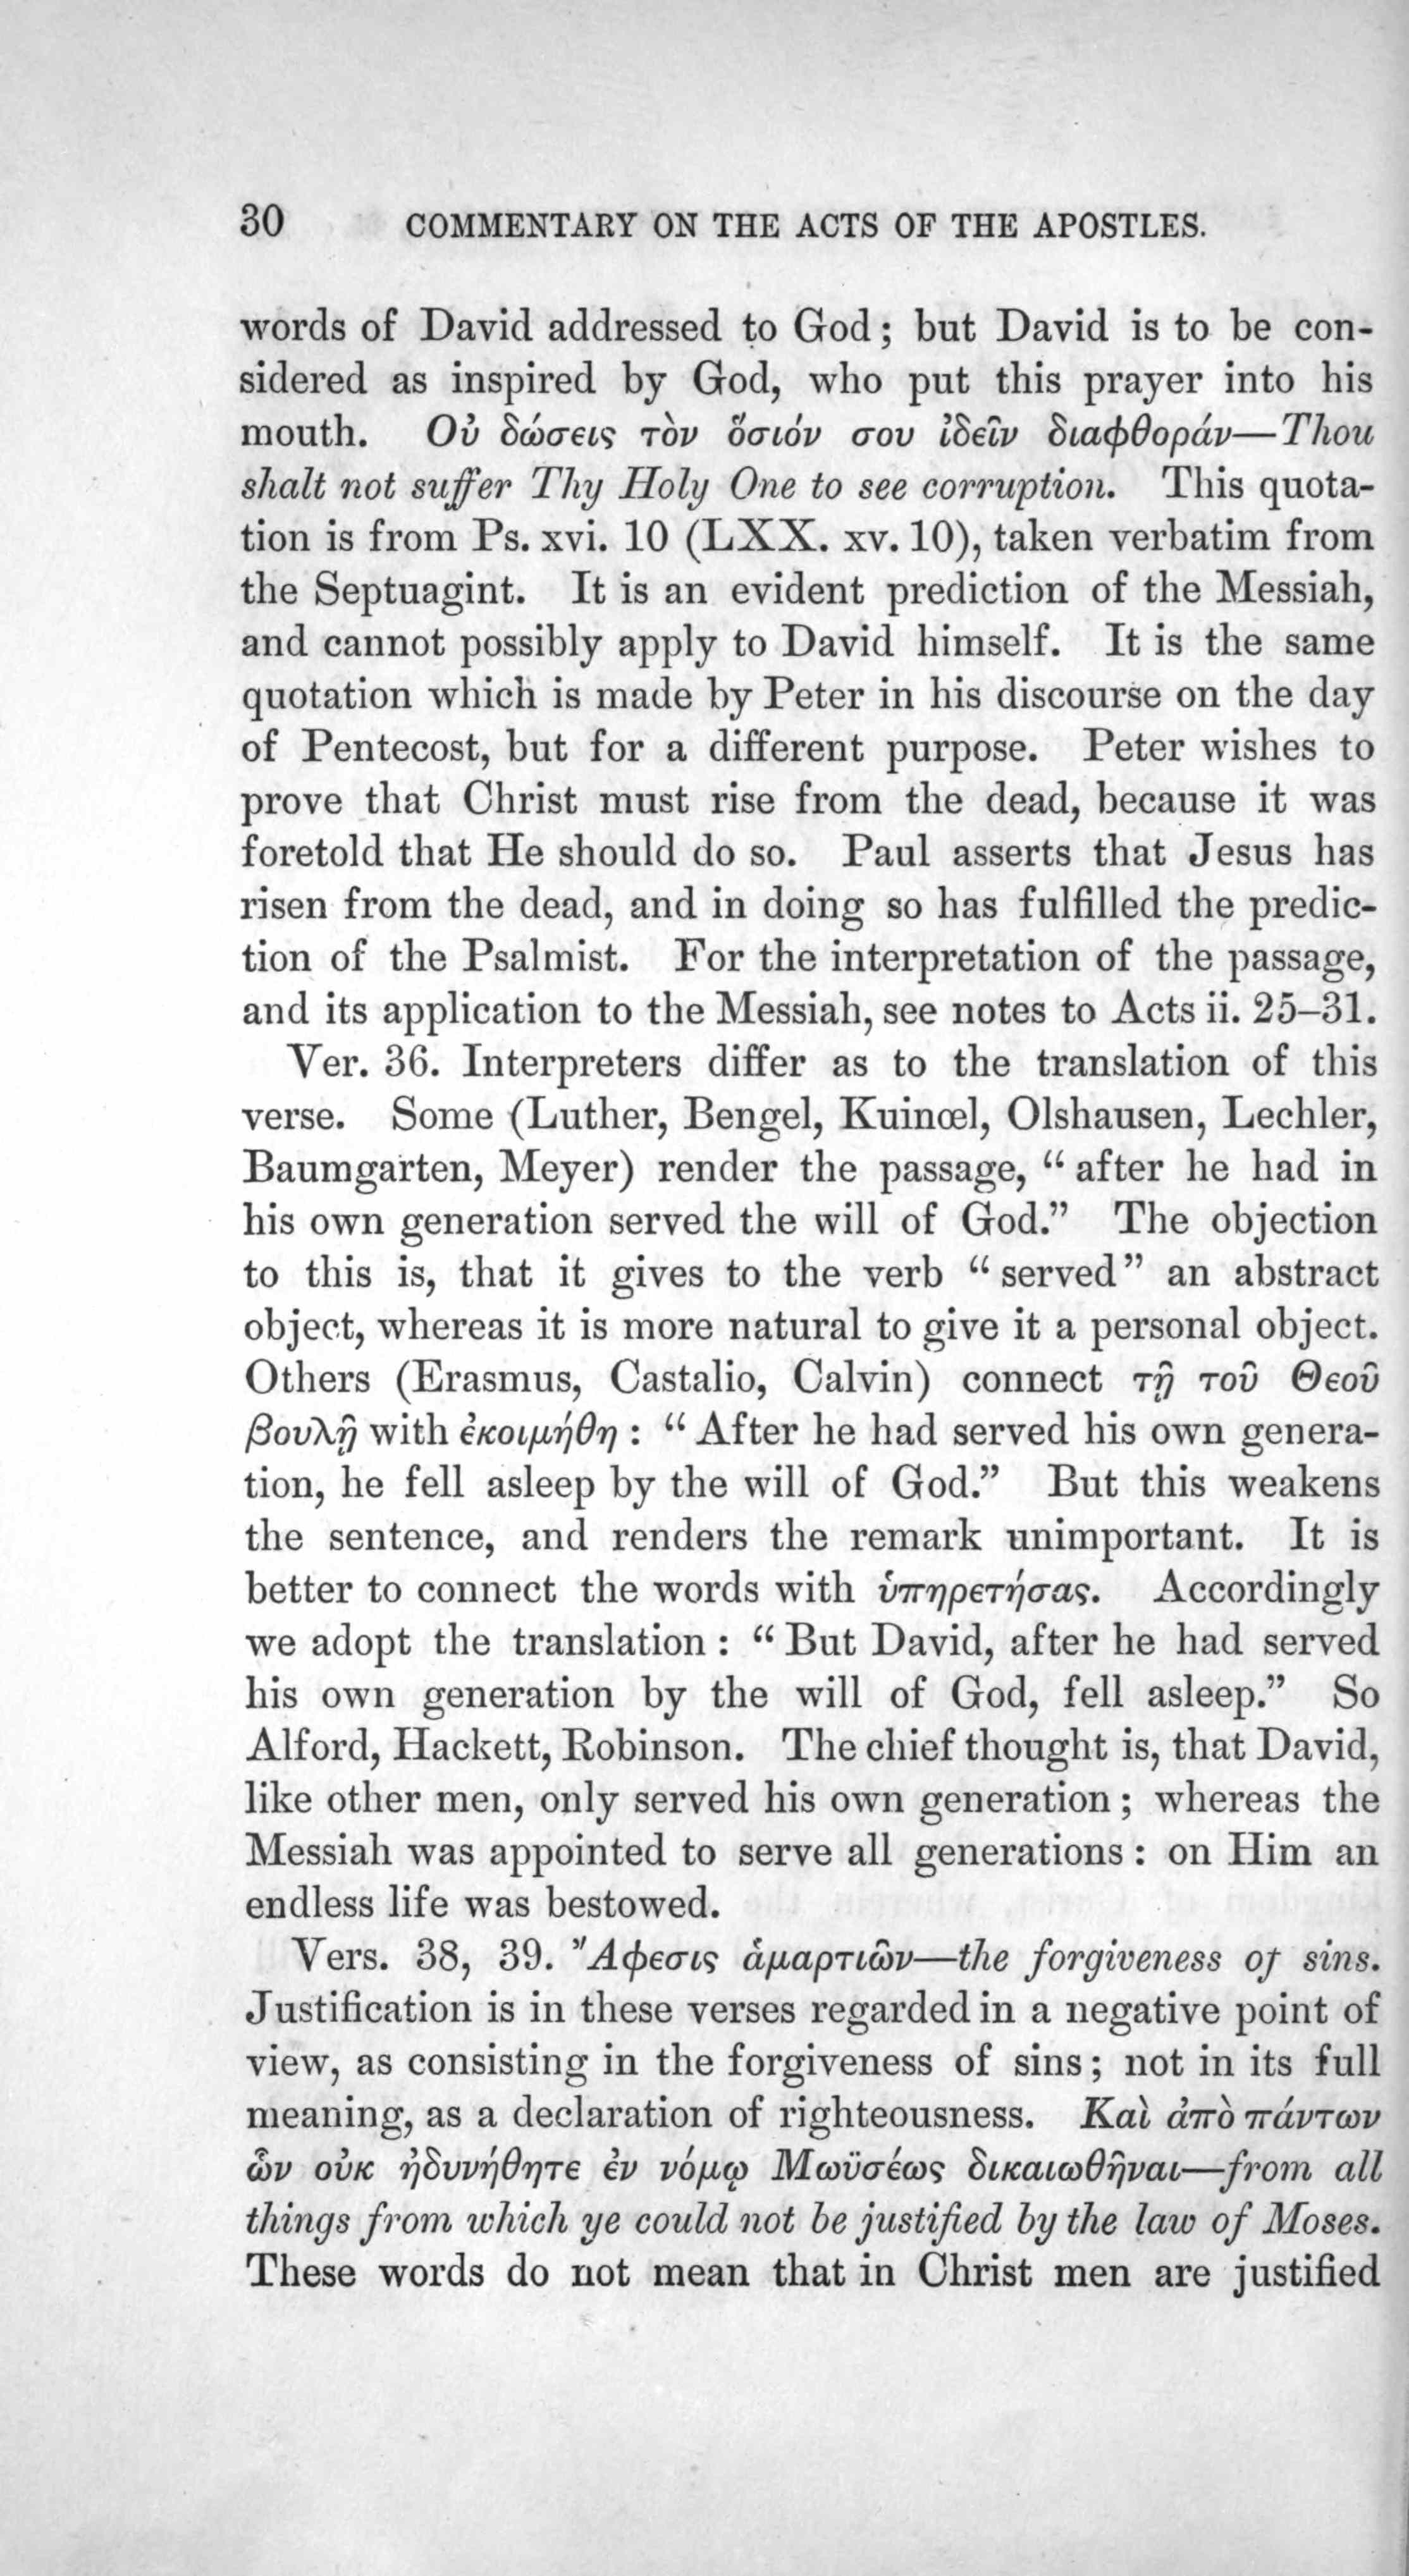 30 COMMENTARY ON THE ACTS OF THE APOSTLES.
words of David addressed to God; but David is to be con-
sidered as inspired by God, who put this prayer into his
mouth. Οὐ δώσεις τὸν ὅσιόν σου ἰδεῖν διαφθοράν—Thou
shalt not suffer Thy Holy One to see corruption. This quota-
tion is from Ps. xvi. 10 (LXX. xv. 10), taken verbatim from
the Septuagint. It is an evident prediction of the Messiah,
and cannot possibly apply to David himself. It is the same
quotation which is made by Peter in his discourse on the day
of Pentecost, but for a different purpose. Peter wishes to
prove that Christ must rise from the dead, because it was
foretold that He should do so. Paul asserts that Jesus has
risen from the dead, and in doing so has fulfilled the predic-
tion of the Psalmist. For the interpretation of the passage,
and its application to the Messiah, see notes to Acts ii. 25–31.
Ver. 36. Interpreters differ as to the translation of this
verse. Some (Luther, Bengel, Kuinœl, Olshausen, Lechler,
Baumgarten, Meyer) render the passage, “after he had in
his own generation served the will of God.” The objection
to this is, that it gives to the verb “served” an abstract
object, whereas it is more natural to give it a personal object.
Others (Erasmus, Castalio, Calvin) connect τῇ τοῦ Θεοῦ
βουλῇ with ἐκοιμήθη: “After he had served his own genera-
tion, he fell asleep by the will of God.” But this weakens
the sentence, and renders the remark unimportant. It is
better to connect the words with ὑπηρετήσας. Accordingly
we adopt the translation: “But David, after he had served
his own generation by the will of God, fell asleep.” So
Alford, Hackett, Robinson. The chief thought is, that David,
like other men, only served his own generation; whereas the
Messiah was appointed to serve all generations: on Him an
endless life was bestowed.
Vers. 38, 39. Ἄφεσις ἁμαρτιῶν—the forgiveness of sins.
Justification is in these verses regarded in a negative point of
view, as consisting in the forgiveness of sins; not in its full
meaning, as a declaration of righteousness. Καὶ ἀπὸ πάντων
ὧν οὐκ ἠδυνήθητε ἐν νόμῳ Μωϋσέως δικαιωθῆναι—from all
things from which ye could not be justified by the law of Moses.
These words do not mean that in Christ men are justified